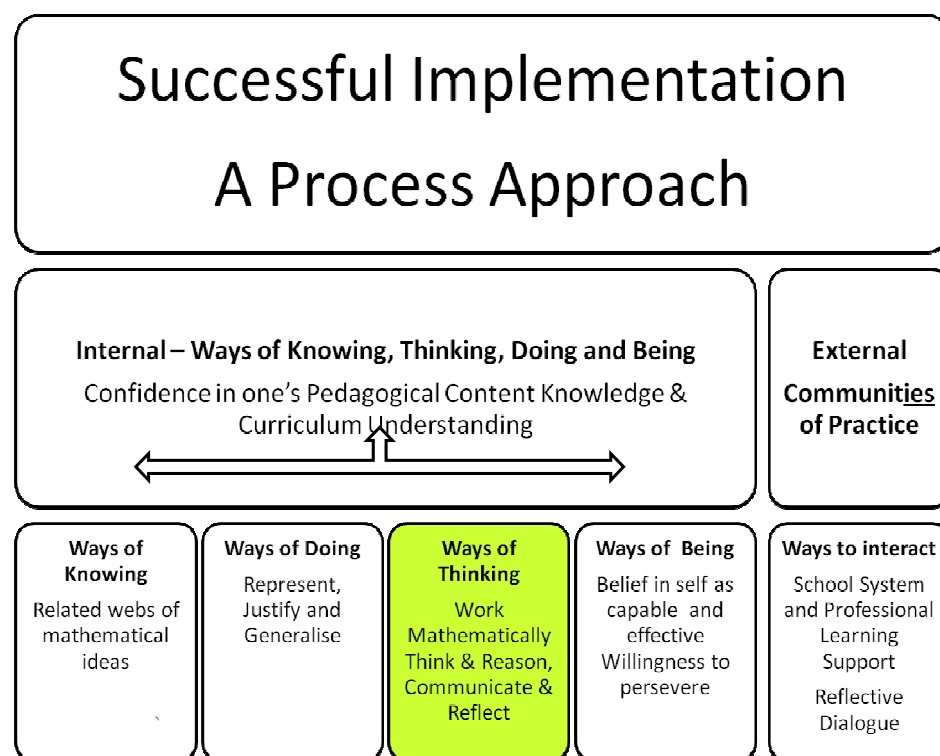 Successful Implementation
A Process Approach
Internal – Ways of Knowing, Thinking, Doing and Being
Confidence in one's Pedagogical Content Knowledge &
Curriculum Understanding
External
Communities
of Practice
Ways of
Knowing
Related webs of
mathematical
ideas
Ways of Doing
Represent,
Justify and
Generalise
Ways of
Thinking
Work
Mathematically
Think & Reason,
Communicate &
Reflect
Ways of Being
Belief in self as
capable and
effective
Willingness to
persevere
Ways to interact
School System
and Professional
Learning
Support
Reflective
Dialogue